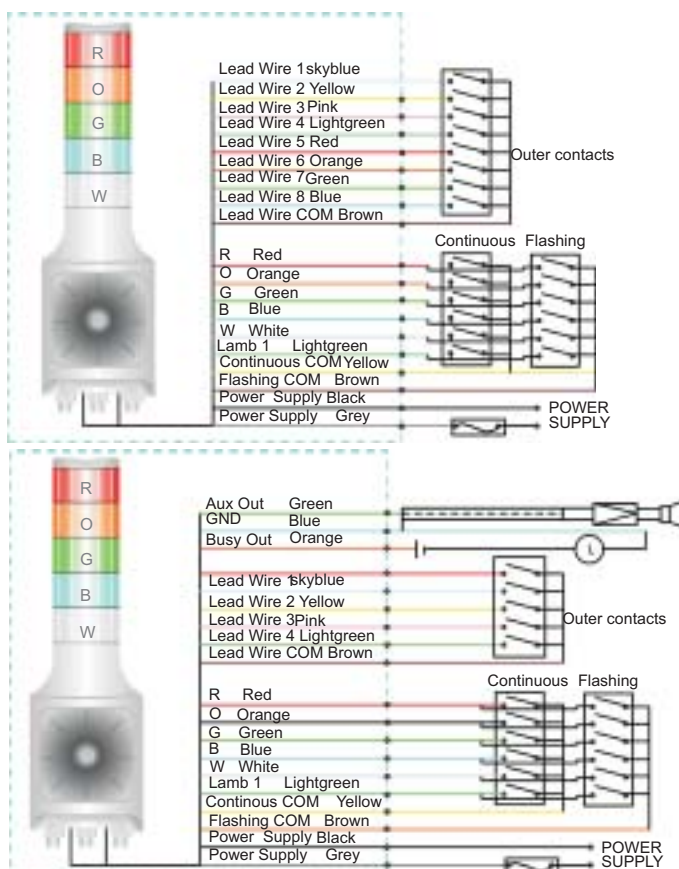 R
O
G
B
W
Lead Wire 1 skyblue
Lead Wire 2 Yellow
Lead Wire 3 Pink
Lead Wire 4 Lightgreen
Lead Wire 5 Red
Lead Wire 6 Orange
Lead Wire 7 Green
Lead Wire 8 Blue
Lead Wire COM Brown
Outer contacts
Continuous Flashing
R Red
O Orange
G Green
B Blue
W White
Lamb 1 Lightgreen
Continuous COM Yellow
Flashing COM Brown
Power Supply Black
Power Supply Grey
POWER
SUPPLY
R
O
G
B
W
Aux Out Green
GND Blue
Busy Out Orange
L
Lead Wire 1 skyblue
Lead Wire 2 Yellow
Lead Wire 3 Pink
Lead Wire 4 Lightgreen
Lead Wire COM Brown
Outer contacts
Continuous Flashing
R Red
O Orange
G Green
B Blue
W White
Lamb 1 Lightgreen
Continous COM Yellow
Flashing COM Brown
Power Supply Black
Power Supply Grey
POWER
SUPPLY